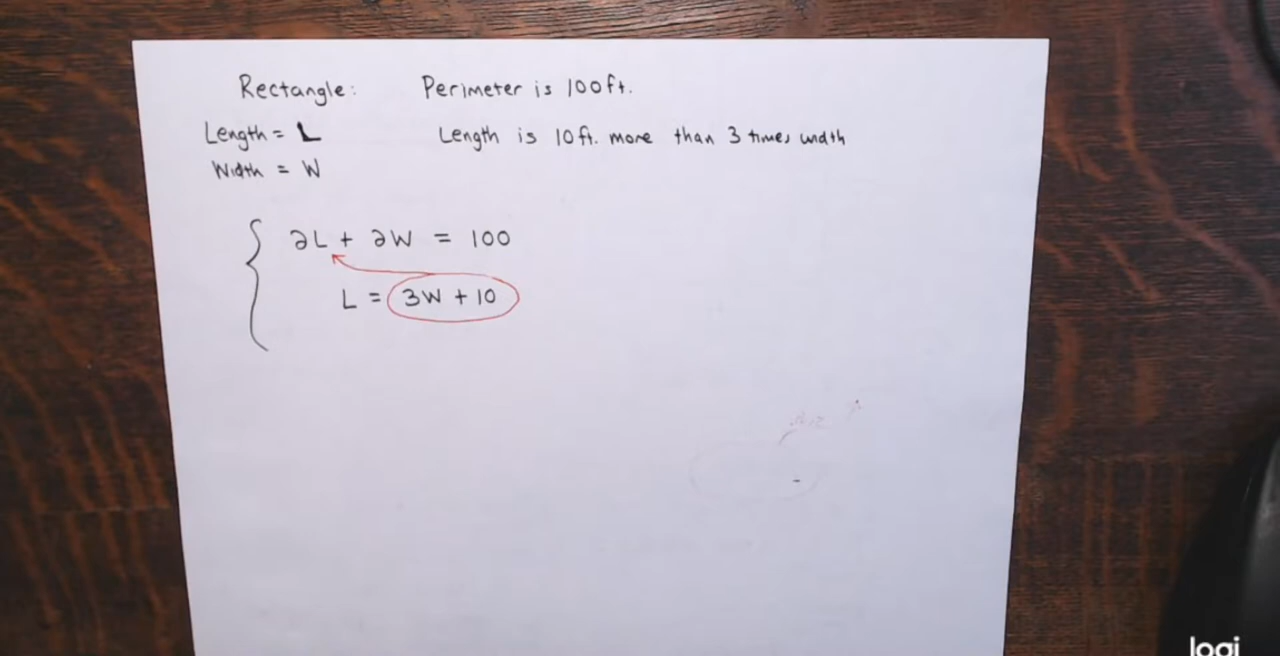 Rectangle: Perimeter is 100ft.
Length = L Length is 10ft. more than 3 times width
Width = W
2L + 2W = 100
L = 3W + 10
logi